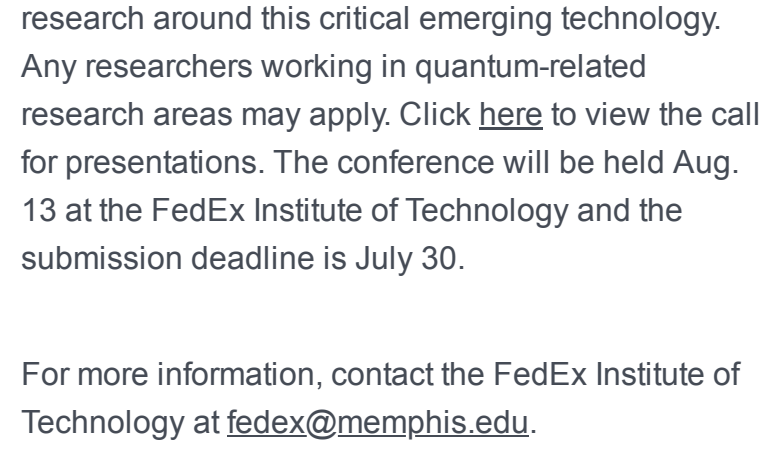 research around this critical emerging technology.
Any researchers working in quantum-related
research areas may apply. Click here to view the call
for presentations. The conference will be held Aug.
13 at the FedEx Institute of Technology and the
submission deadline is July 30.
For more information, contact the FedEx Institute of
Technology at fedex@memphis.edu.